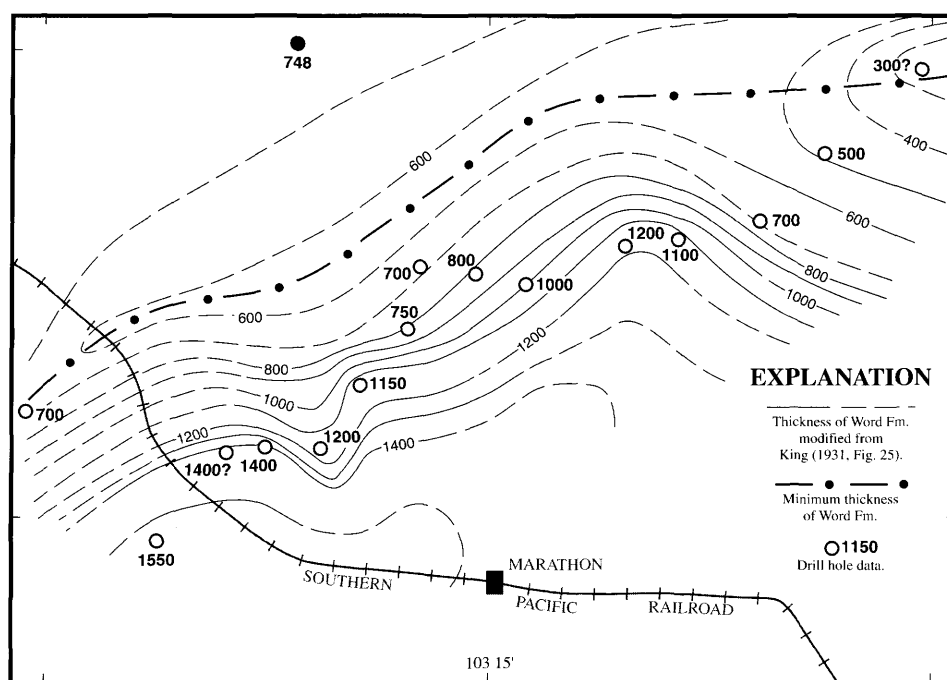 748
300?
400
500
600
600
700
800
1000
1200
1100
700
800
1000
750
600
1200
800
1150
1000
700
1200
1200
1400
1400?
1400
1550
EXPLANATION
Thickness of Word Fm.
modified from
King (1931, Fig. 25).
Minimum thickness
of Word Fm.
1150
Drill hole data.
MARATHON
SOUTHERN
PACIFIC
RAILROAD
103 15'